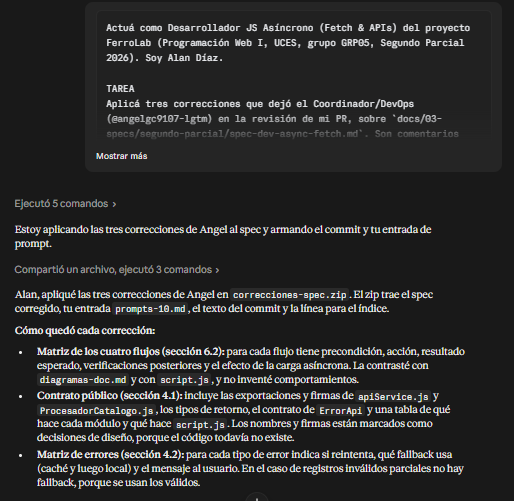 Actuá como Desarrollador JS Asíncrono (Fetch & APIs) del proyecto
FerroLab (Programación Web I, UCES, grupo GRP05, Segundo Parcial
2026). Soy Alan Díaz.
TAREA
Aplicá tres correcciones que dejó el Coordinador/DevOps
(@angelgc9107-lgtm) en la revisión de mi PR, sobre `docs/03-
specs/segundo-parcial/spec-dev-async-fetch.md`. Son comentarios
Mostrar más
Ejecutó 5 comandos >
Estoy aplicando las tres correcciones de Angel al spec y armando el commit y tu entrada de
prompt.
Compartió un archivo, ejecutó 3 comandos >
Alan, apliqué las tres correcciones de Angel en correcciones-spec.zip. El zip trae el spec
corregido, tu entrada prompts-10.md, el texto del commit y la línea para el índice.
Cómo quedó cada corrección:
• Matriz de los cuatro flujos (sección 6.2): para cada flujo tiene precondición, acción, resultado
esperado, verificaciones posteriores y el efecto de la carga asíncrona. La contrasté con
diagramas-doc.md y con script.js, y no inventé comportamientos.
• Contrato público (sección 4.1): incluye las exportaciones y firmas de apiService.js y
ProcesadorCatalogo.js, los tipos de retorno, el contrato de ErrorApi y una tabla de qué
hace cada módulo y qué hace script.js. Los nombres y firmas están marcados como
decisiones de diseño, porque el código todavía no existe.
• Matriz de errores (sección 4.2): para cada tipo de error indica si reintenta, qué fallback usa
(caché y luego local) y el mensaje al usuario. En el caso de registros inválidos parciales no hay
fallback, porque se usan los válidos.